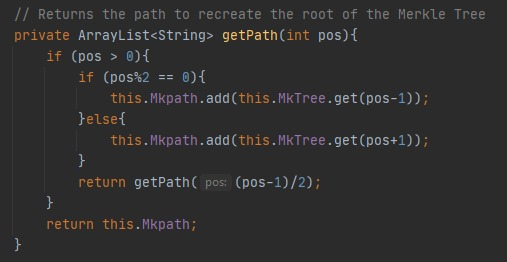 // Returns the path to recreate the root of the Merkle Tree
private ArrayList<String> getPath(int pos){
    if (pos > 0){
        if (pos%2 == 0){
            this.Mkpath.add(this.MkTree.get(pos-1));
        }else{
            this.Mkpath.add(this.MkTree.get(pos+1));
        }
        return getPath( pos: (pos-1)/2);
    }
    return this.Mkpath;
}